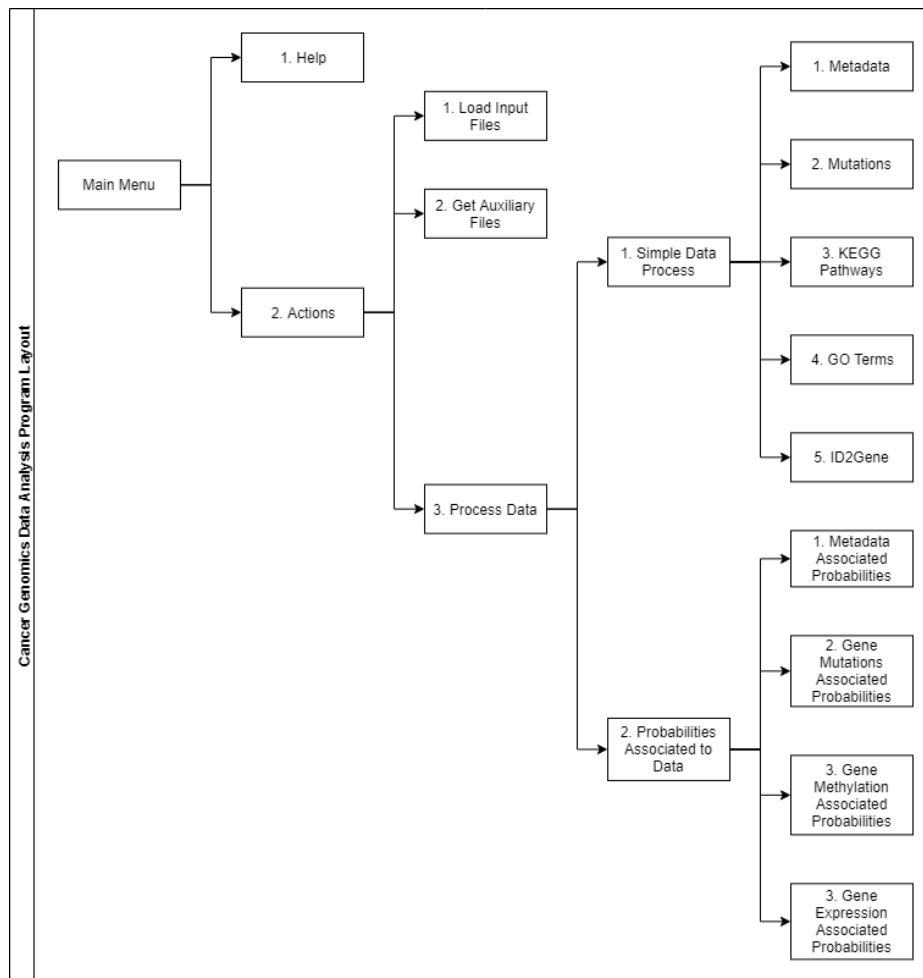 Cancer Genomics Data Analysis Program Layout
Main Menu
1. Help
2. Actions
1. Load Input
Files
2. Get Auxiliary
Files
3. Process Data
1. Simple Data
Process
2. Probabilities
Associated to
Data
1. Metadata
2. Mutations
3. KEGG
Pathways
4. GO Terms
5. ID2Gene
1. Metadada
Associated
Probabilities
2. Gene
Mutations
Associated
Probabilities
3. Gene
Methylation
Associated
Probabilities
3. Gene
Expression
Associated
Probabilities